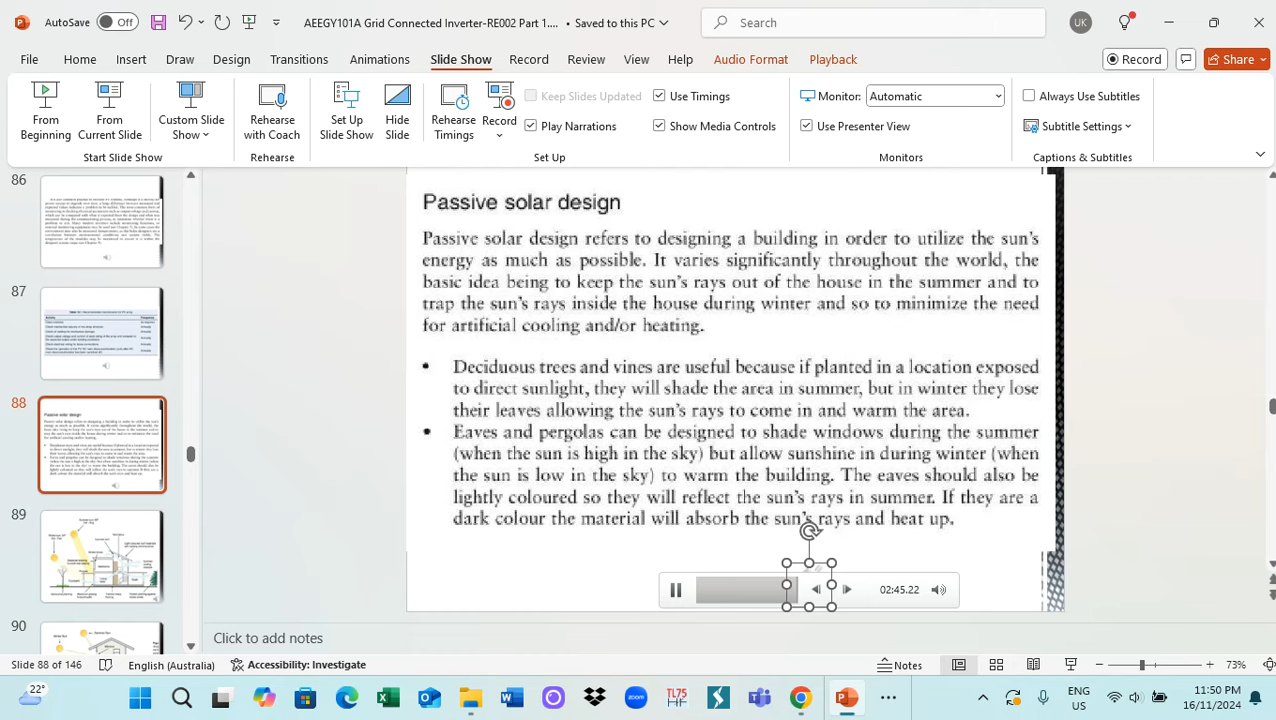 AutoSave Off AEEGY101A Grid Connected Inverter-RE002 Part 1.... • Saved to this PC Search UK
File Home Insert Draw Design Transitions Animations Slide Show Record Review View Help Audio Format Playback Record Share
From Beginning
From Current Slide
Custom Slide Show
Start Slide Show
Rehearse with Coach
Rehearse
Set Up Slide Show
Hide Slide
Rehearse Timings
Record
Keep Slides Updated
Play Narrations
Use Timings
Show Media Controls
Set Up
Monitor: Automatic
Use Presenter View
Monitors
Always Use Subtitles
Subtitle Settings
Captions & Subtitles
86
87
88
89
90
Passive solar design
Passive solar design refers to designing a building in order to utilize the sun's
energy as much as possible. It varies significantly throughout the world, the
basic idea being to keep the sun's rays out of the house in the summer and to
trap the sun's rays inside the house during winter and so to minimize the need
for artificial cooling and/or heating.
• Deciduous trees and vines are useful because if planted in a location exposed
to direct sunlight, they will shade the area in summer, but in winter they lose
their leaves allowing the sun's rays to come in and warm the area.
• Eaves and pergolas can be designed to shade windows during the summer
(when the sun is high in the sky) but allow sunshine in during winter (when
the sun is low in the sky) to warm the building. The eaves should also be
lightly coloured so they will reflect the sun's rays in summer. If they are a
dark colour the material will absorb the sun's rays and heat up.
02:45.22
Click to add notes
Slide 88 of 146 English (Australia) Accessibility: Investigate Notes 73%
22° TL75 HF zoom ENG US 11:50 PM 16/11/2024